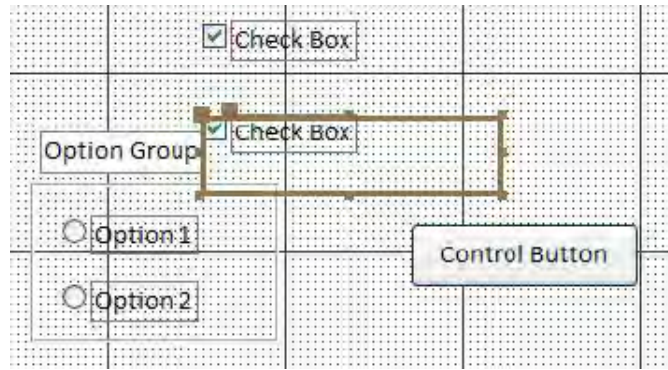 Check Box
Check Box
Option Group
Option 1
Control Button
Option 2